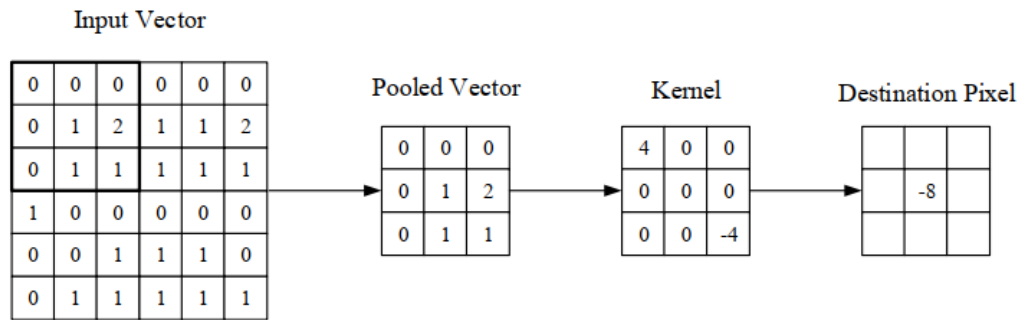 Input Vector
0 0 0 0 0 0
0 1 2 1 1 2
0 1 1 1 1 1
1 0 0 0 0 0
0 0 1 1 1 0
0 1 1 1 1 1
Pooled Vector
0 0 0
0 1 2
0 1 1
Kernel
4 0 0
0 0 0
0 0 -4
Destination Pixel
-8